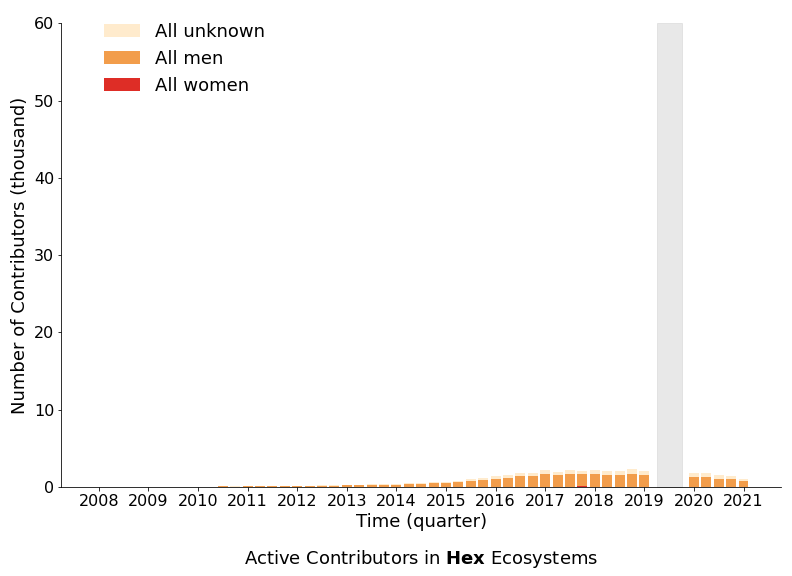 60
50
40
30
20
10
0
Number of Contributors (thousand)
All unknown
All men
All women
2008 2009 2010 2011 2012 2013 2014 2015 2016 2017 2018 2019 2020 2021
Time (quarter)
Active Contributors in Hex Ecosystems